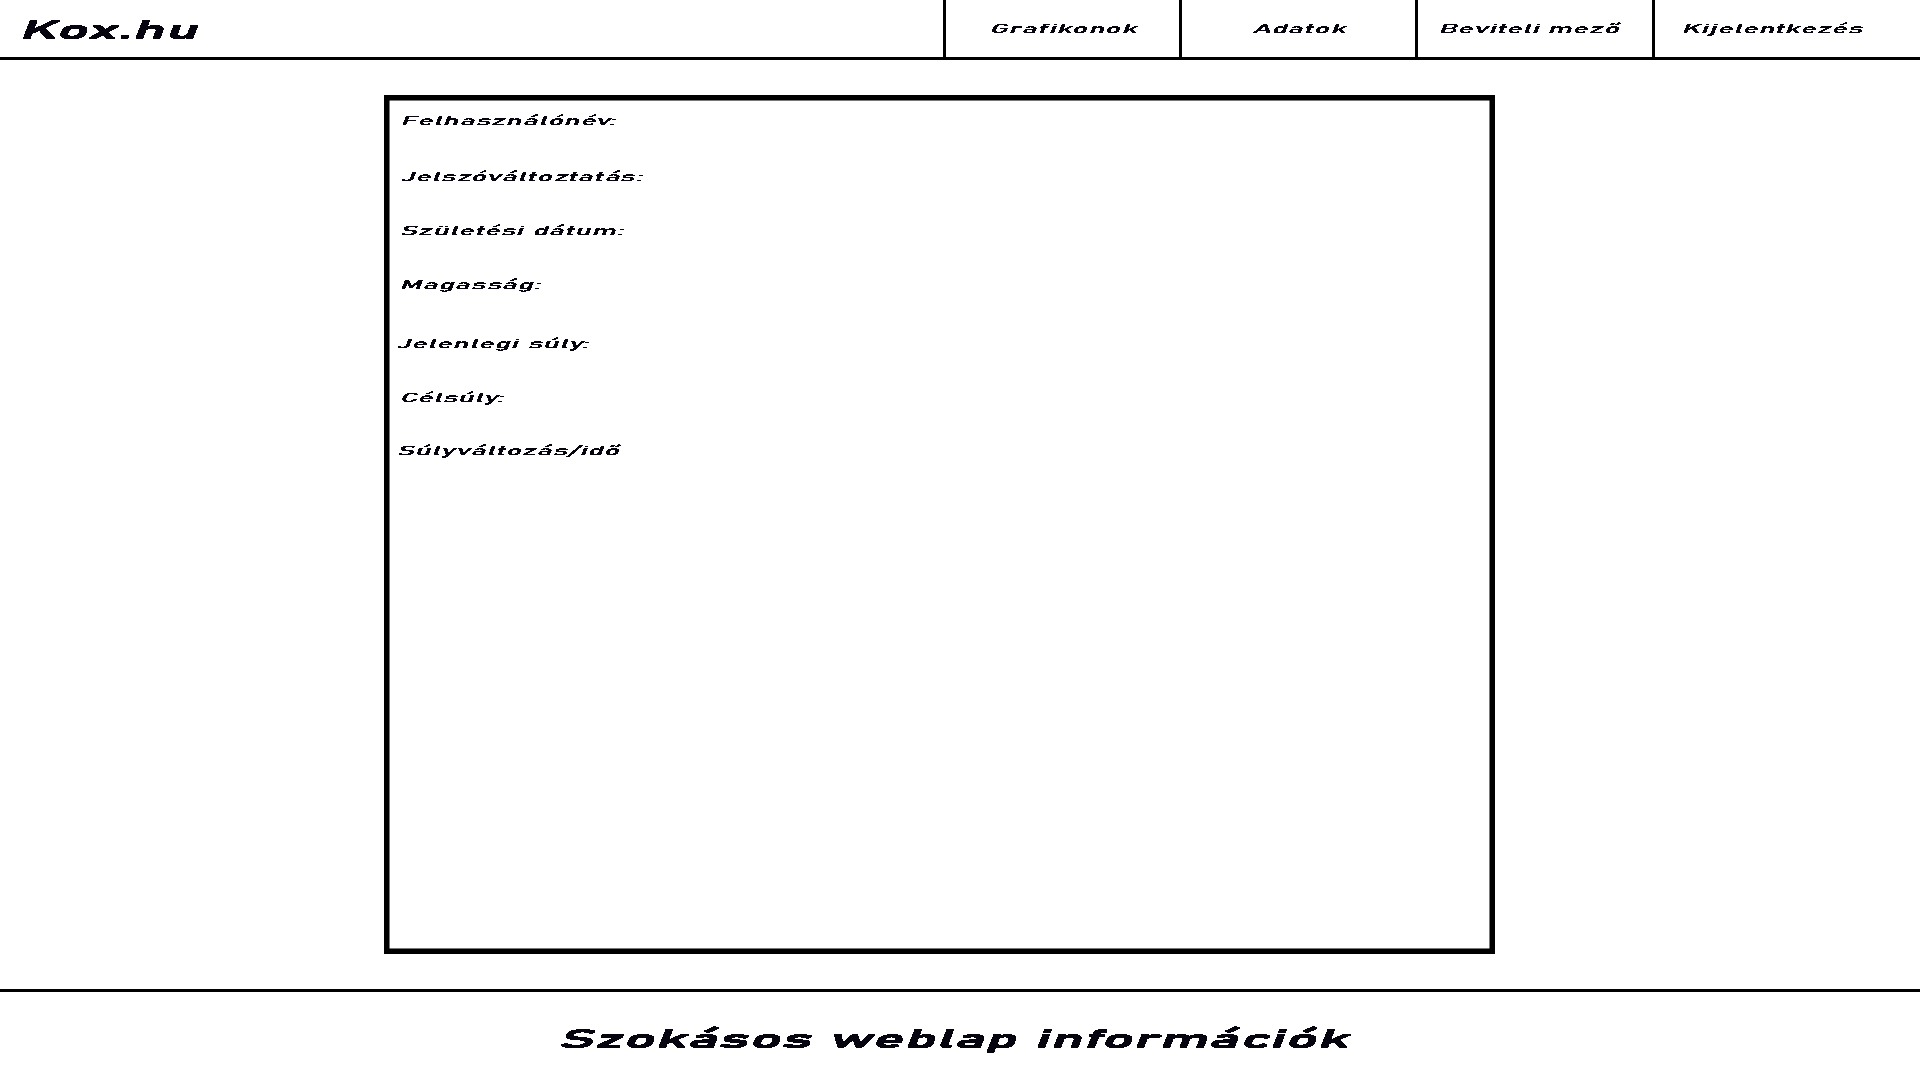 Kox.hu
Grafikonok
Adatok
Beviteli mező
Kijelentkezés
Felhasználónév:
Jelszóváltoztatás:
Születési dátum:
Magasság:
Jelenlegi súly:
Célsúly:
Súlyváltozás/idő
Szokásos weblap információk